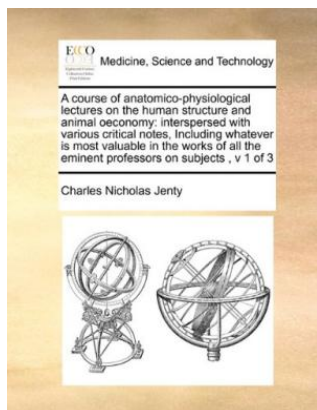 ECCO
Medicine, Science and Technology
A course of anatomico-physiological
lectures on the human structure and
animal oeconomy: interspersed with
various critical notes, Including whatever
is most valuable in the works of all the
eminent professors on subjects , v 1 of 3
Charles Nicholas Jenty